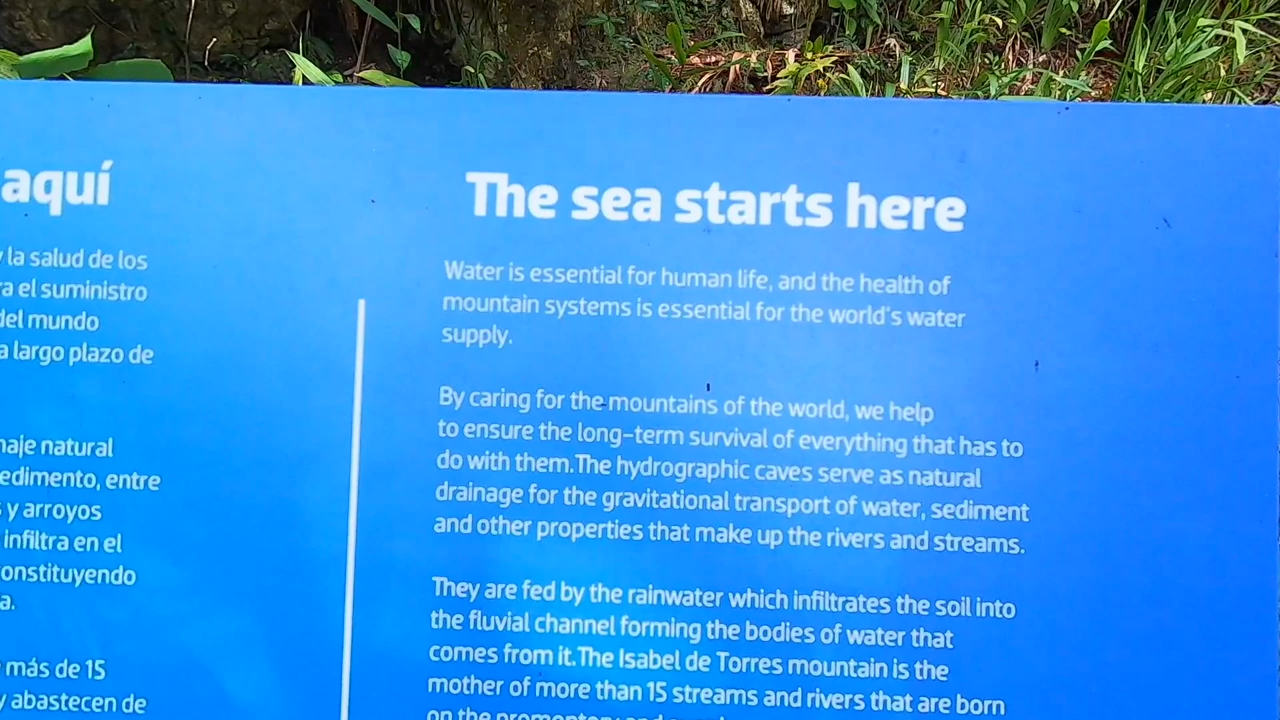 aquí
la salud de los
el suministro
del mundo
largo plazo de
natural
entre
y arroyos
infiltra en el
más de 15
abastecen de
The sea starts here
Water is essential for human life, and the health of
mountain systems is essential for the world's water
supply.
By caring for the mountains of the world, we help
to ensure the long-term survival of everything that has to
do with them.The hydrographic caves serve as natural
drainage for the gravitational transport of water, sediment
and other properties that make up the rivers and streams.
They are fed by the rainwater which infiltrates the soil into
the fluvial channel forming the bodies of water that
comes from it.The Isabel de Torres mountain is the
mother of more than 15 streams and rivers that are born
on the promontory and